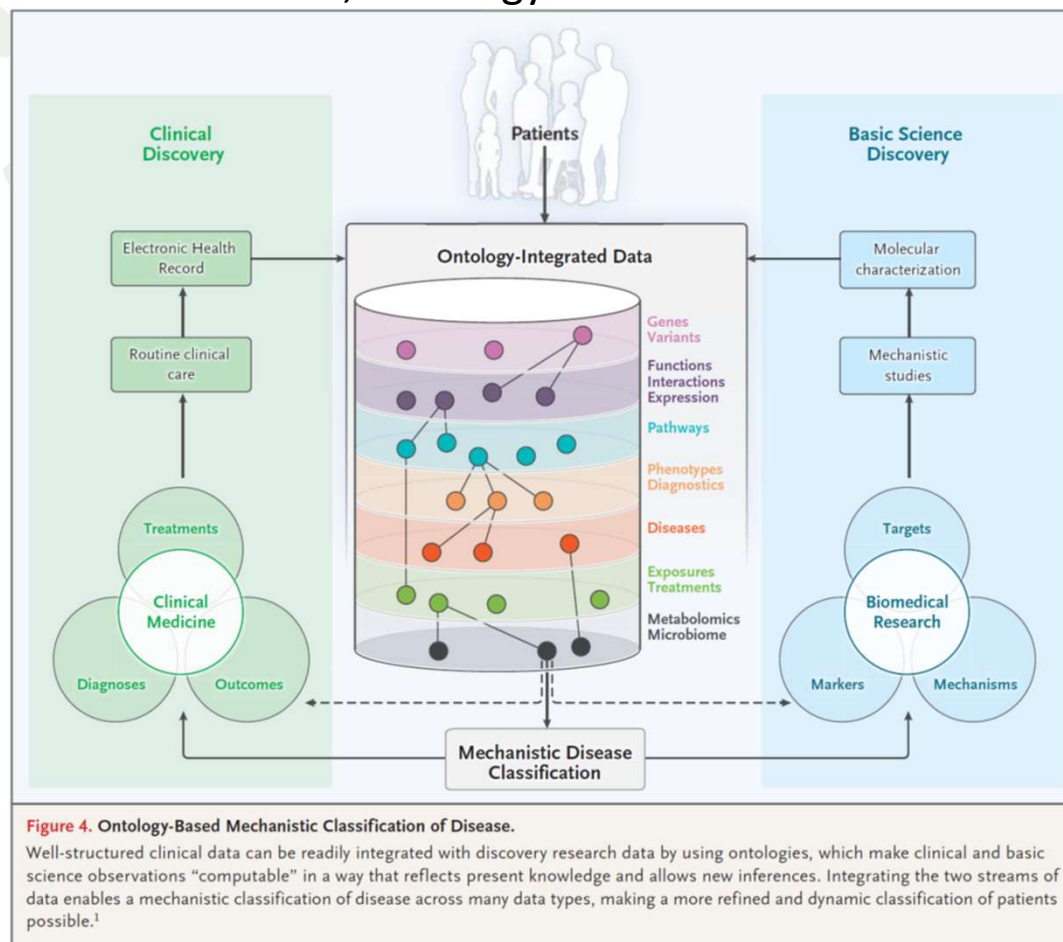 Patients
Clinical
Discovery
Basic Science
Discovery
Electronic Health
Record
Routine clinical
care
Ontology-Integrated Data
Molecular
characterization
Mechanistic
studies
Genes
Variants
Functions
Interactions
Expression
Pathways
Phenotypes
Diagnostics
Diseases
Exposures
Treatments
Metabolomics
Microbiome
Treatments
Clinical
Medicine
Diagnoses
Outcomes
Targets
Biomedical
Research
Markers
Mechanisms
Mechanistic Disease
Classification
Figure 4. Ontology-Based Mechanistic Classification of Disease.
Well-structured clinical data can be readily integrated with discovery research data by using ontologies, which make clinical and basic
science observations “computable” in a way that reflects present knowledge and allows new inferences. Integrating the two streams of
data enables a mechanistic classification of disease across many data types, making a more refined and dynamic classification of patients
possible.¹